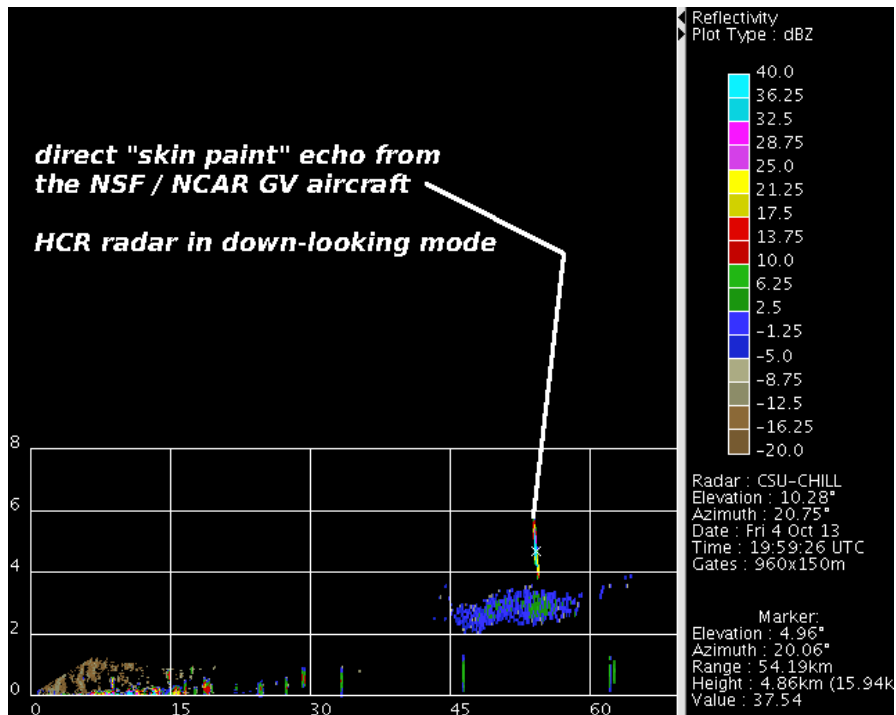 Reflectivity
Plot Type : dBZ
40.0
36.25
32.5
28.75
25.0
21.25
17.5
13.75
10.0
6.25
2.5
-1.25
-5.0
-8.75
-12.5
-16.25
-20.0
direct "skin paint" echo from
the NSF / NCAR GV aircraft
HCR radar in down-looking mode
8
6
4
2
0
0
15
30
45
60
Radar : CSU-CHILL
Elevation : 10.28°
Azimuth : 20.75°
Date : Fri 4 Oct 13
Time : 19:59:26 UTC
Gates : 960x150m
Marker:
Elevation : 4.96°
Azimuth : 20.06°
Range : 54.19km
Height : 4.86km (15.94k
Value : 37.54